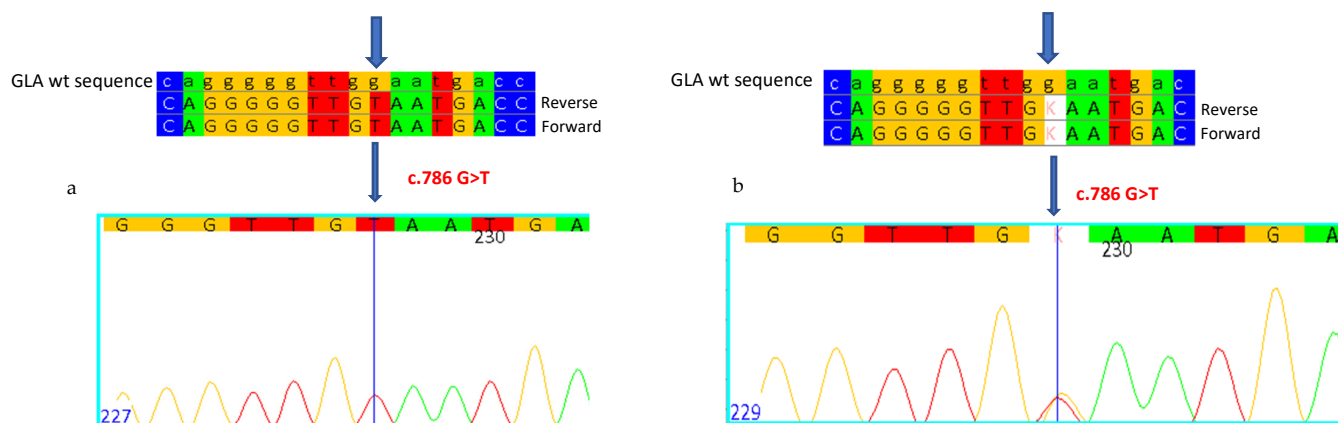 GLA wt sequence c a g g g g g t t g g a a t g a c c
C A G G G G G T T G T A A T G A C C Reverse
C A G G G G G T T G T A A T G A C C Forward
c.786 G>T
a
G G G T T G T A A T G A
230
227
GLA wt sequence c a g g g g g t t g g a a t g a c
C A G G G G G T T G K A A T G A C Reverse
C A G G G G G T T G K A A T G A C Forward
c.786 G>T
b
G G T T G K A A T G A
230
229